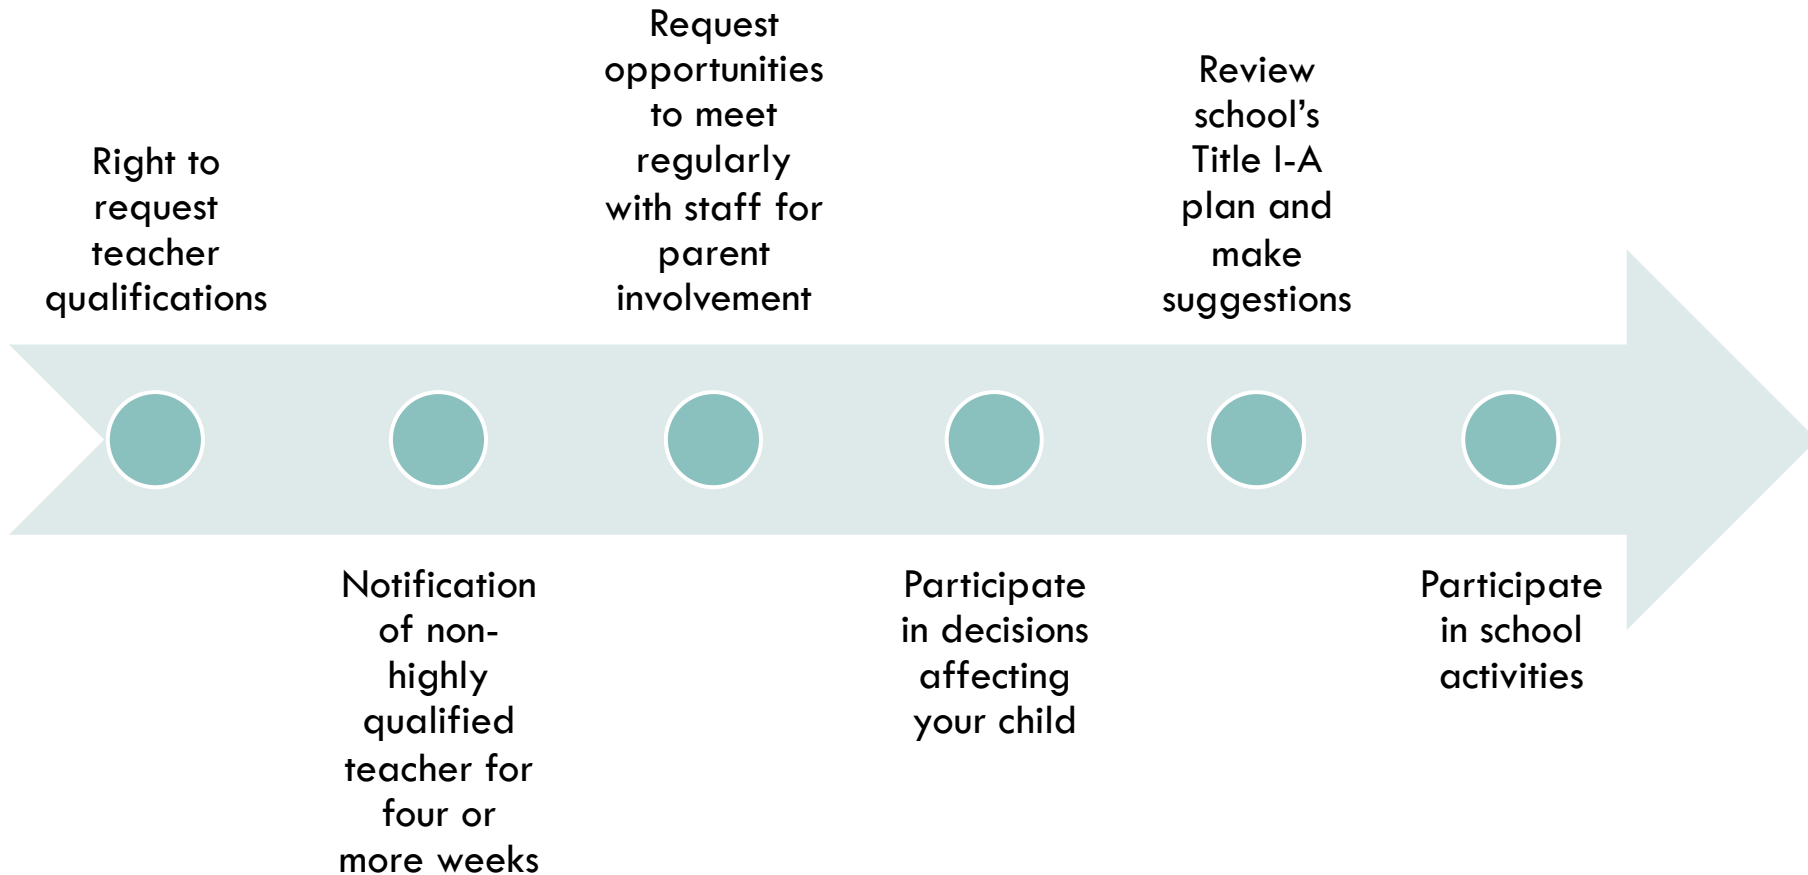 Right to
request
teacher
qualifications
Notification
of non-
highly
qualified
teacher for
four or
more weeks
Request
opportunities
to meet
regularly
with staff for
parent
involvement
Participate
in decisions
affecting
your child
Review
school’s
Title I-A
plan and
make
suggestions
Participate
in school
activities